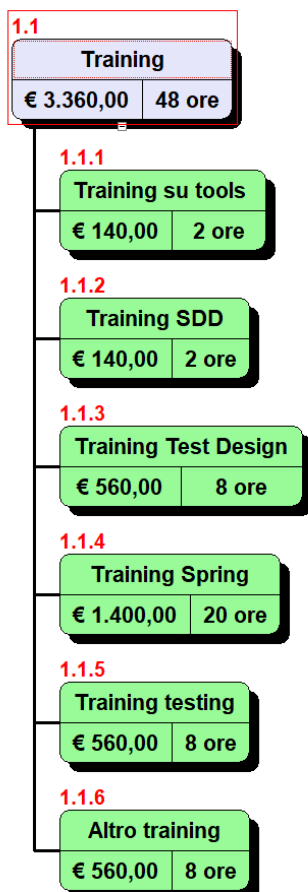 1.1
Training
€ 3.360,00 48 ore
1.1.1
Training su tools
€ 140,00 2 ore
1.1.2
Training SDD
€ 140,00 2 ore
1.1.3
Training Test Design
€ 560,00 8 ore
1.1.4
Training Spring
€ 1.400,00 20 ore
1.1.5
Training testing
€ 560,00 8 ore
1.1.6
Altro training
€ 560,00 8 ore